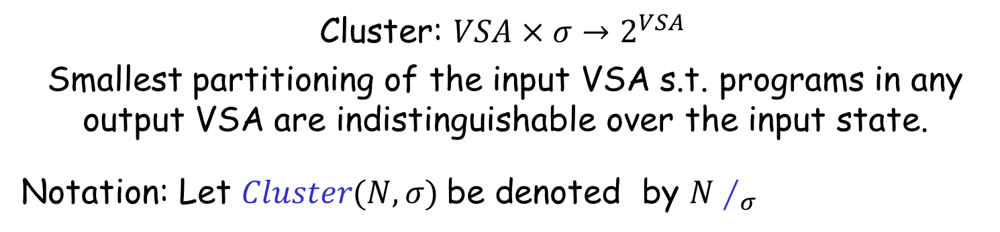 Cluster: 𝑉𝑆𝐴 × 𝜎 → 2^{𝑉𝑆𝐴}
Smallest partitioning of the input VSA s.t. programs in any
output VSA are indistinguishable over the input state.
Notation: Let 𝐶𝑙𝑢𝑠𝑡𝑒𝑟(𝑁, 𝜎) be denoted by 𝑁 /_𝜎